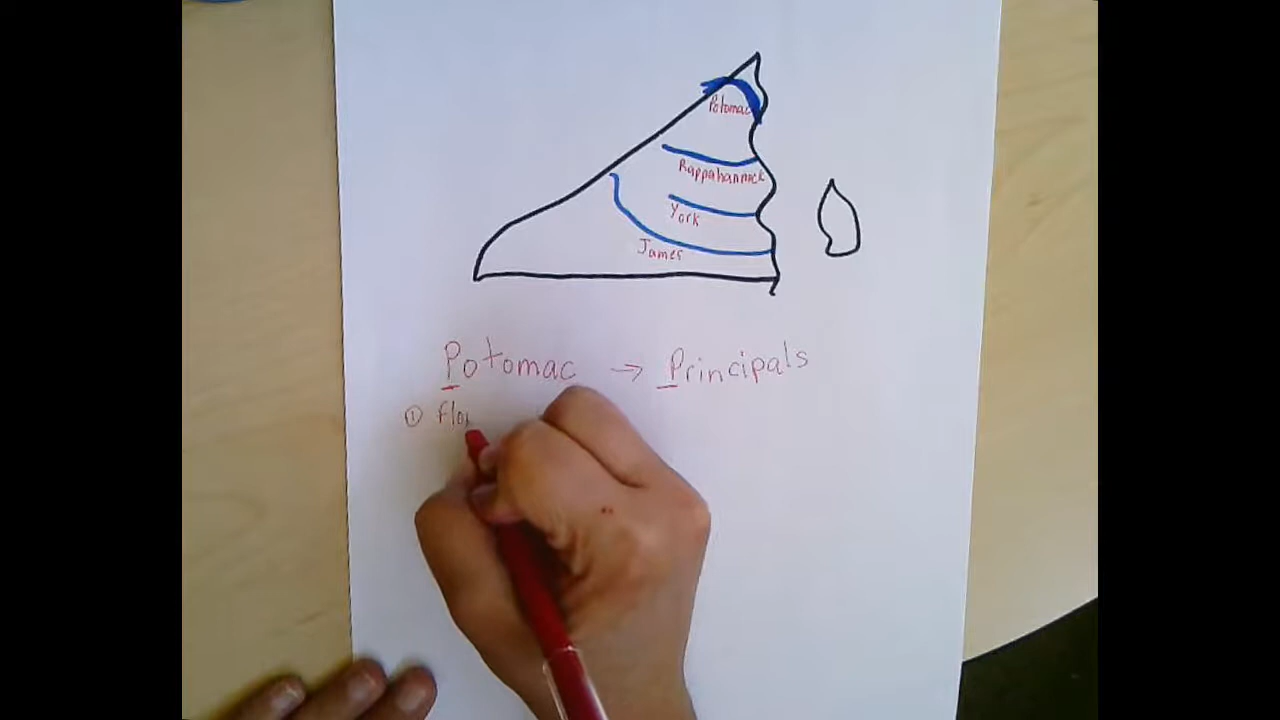 Potomac
Rappahannock
York
James
Potomac → Principals
① flo